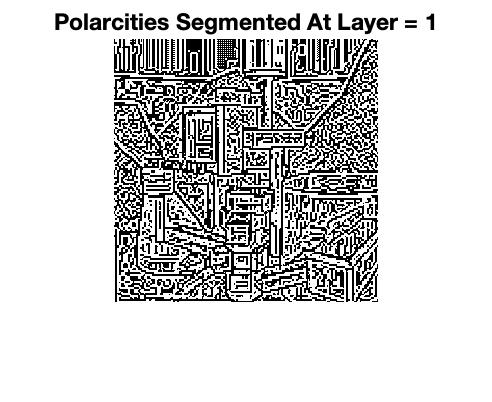 Polarcities Segmented At Layer = 1